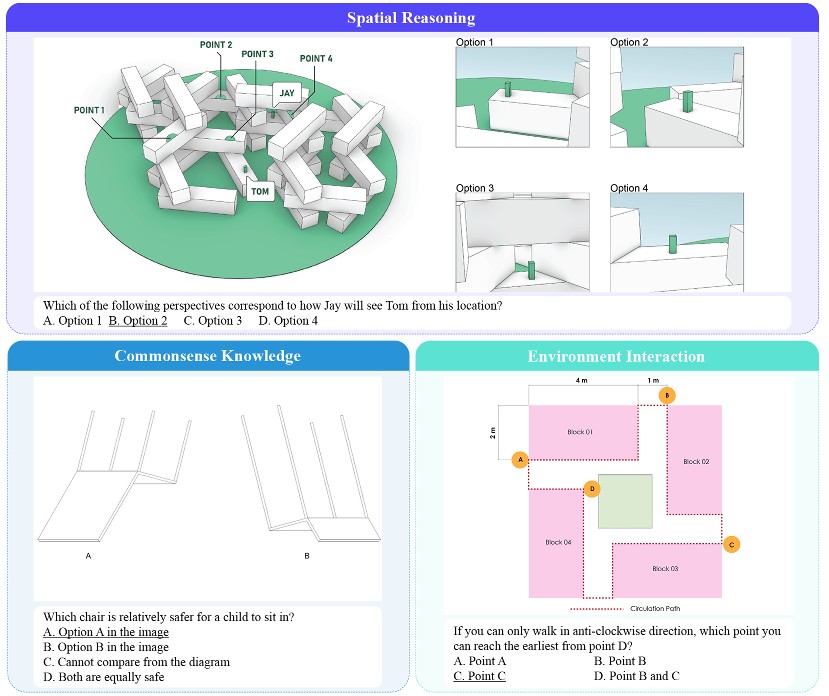 Spatial Reasoning
POINT 1
POINT 2
POINT 3
POINT 4
JAY
TOM
Option 1
Option 2
Option 3
Option 4
Which of the following perspectives correspond to how Jay will see Tom from his location?
A. Option 1 B. Option 2 C. Option 3 D. Option 4
Commonsense Knowledge
A
B
Which chair is relatively safer for a child to sit in?
A. Option A in the image
B. Option B in the image
C. Cannot compare from the diagram
D. Both are equally safe
Environment Interaction
4 m
1 m
B
2 m
Block 01
A
Block 02
D
Block 04
C
Block 03
Circulation Path
If you can only walk in anti-clockwise direction, which point you
can reach the earliest from point D?
A. Point A B. Point B
C. Point C D. Point B and C